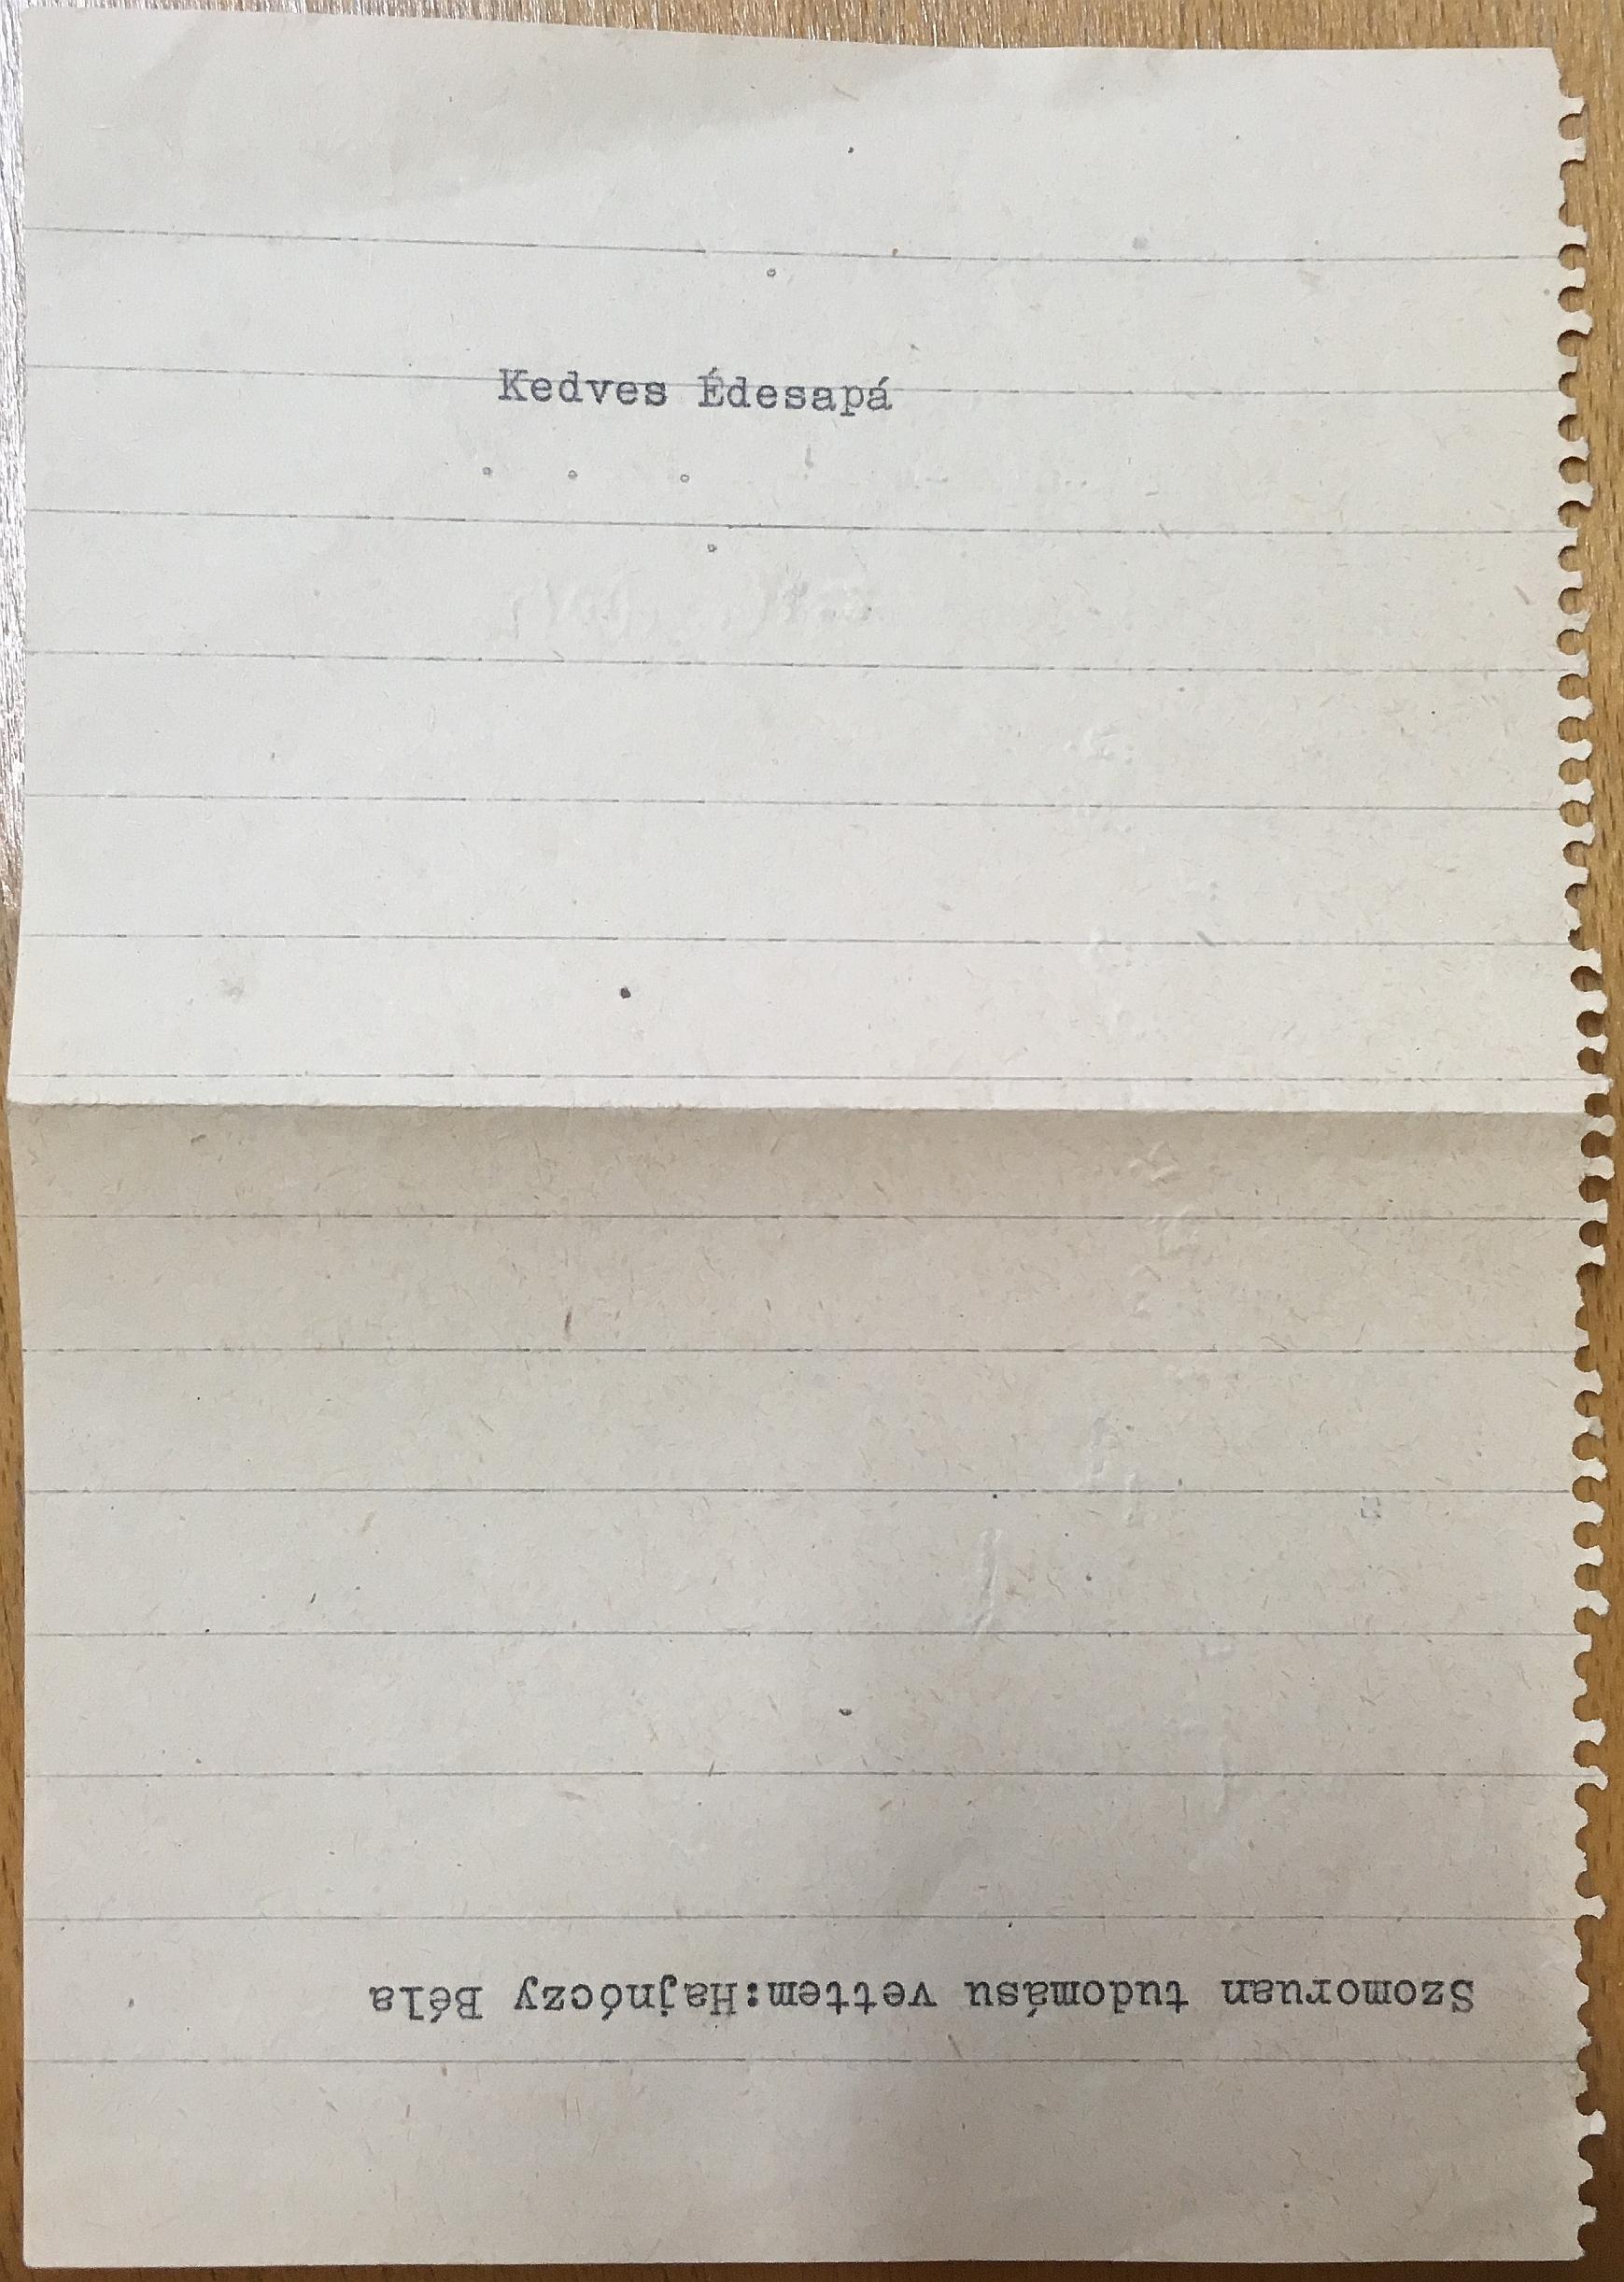 Kedves Édesapá
Szomoruan tudomásu vettem:Hajnóczy Béla